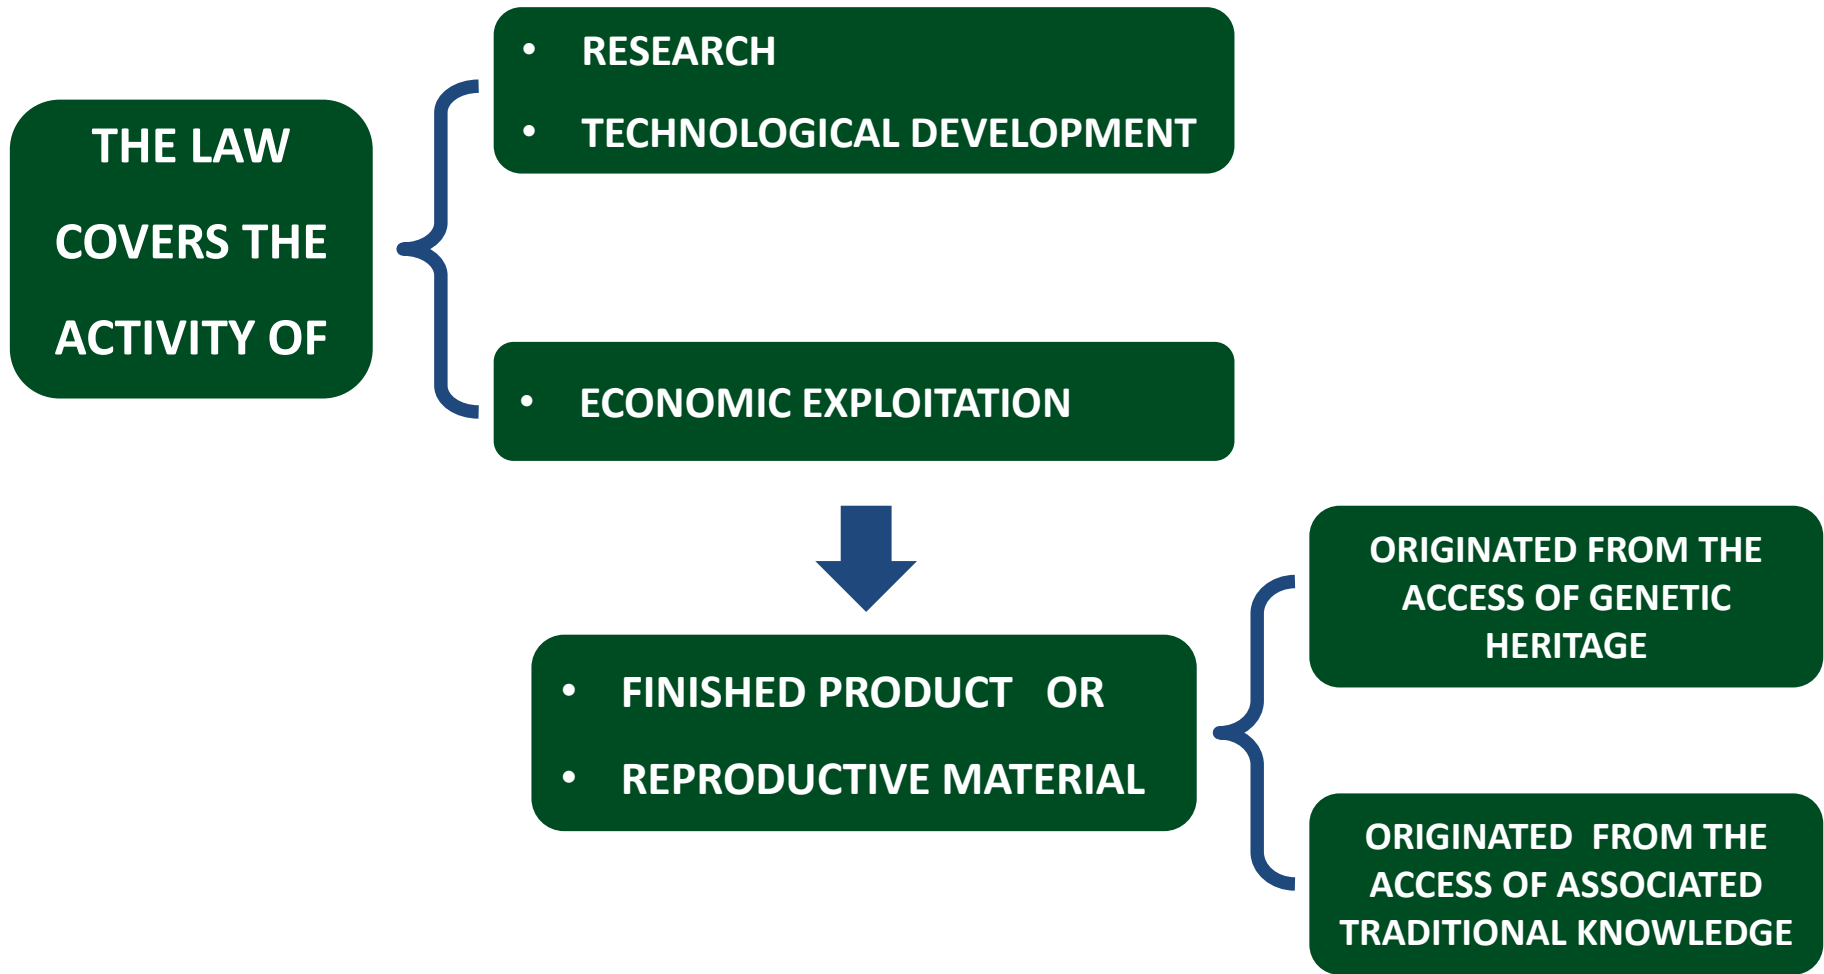 THE LAW
COVERS THE
ACTIVITY OF
• RESEARCH
• TECHNOLOGICAL DEVELOPMENT
• ECONOMIC EXPLOITATION
• FINISHED PRODUCT OR
• REPRODUCTIVE MATERIAL
ORIGINATED FROM THE
ACCESS OF GENETIC
HERITAGE
ORIGINATED FROM THE
ACCESS OF ASSOCIATED
TRADITIONAL KNOWLEDGE